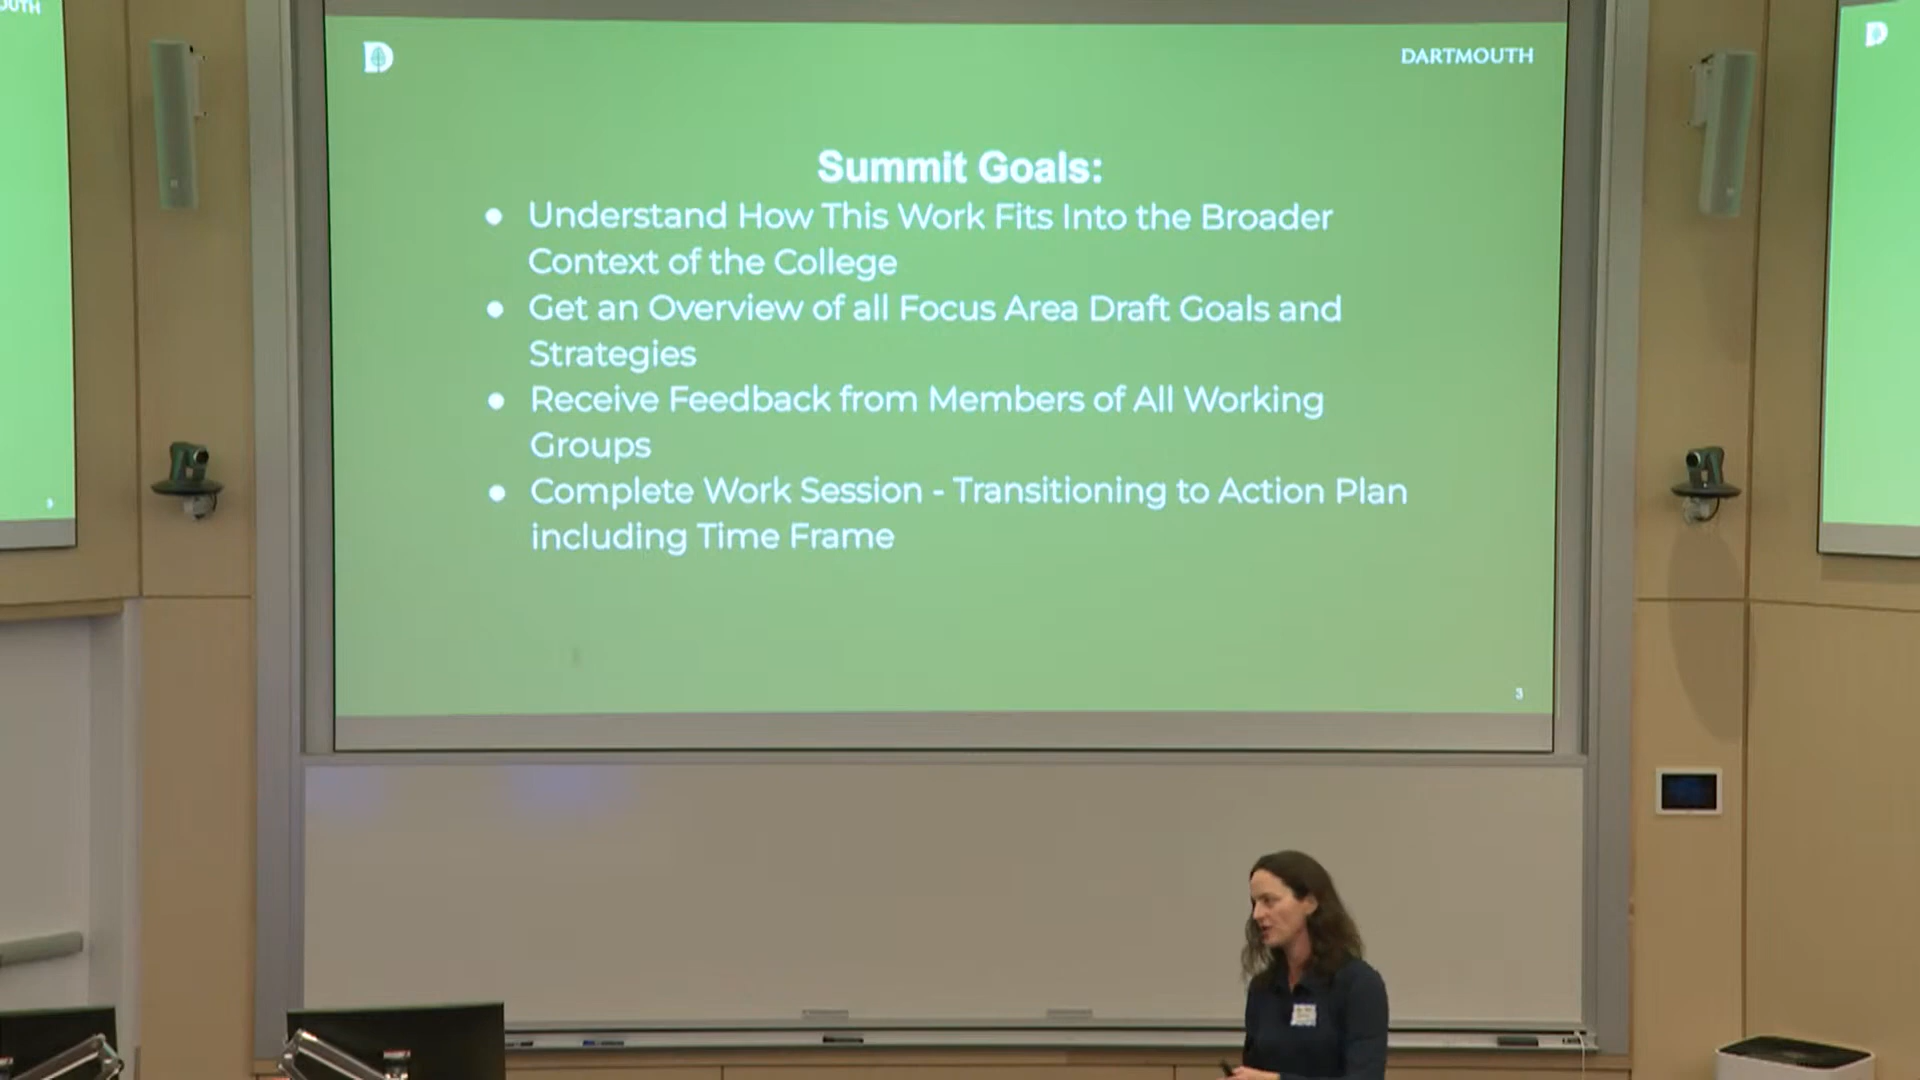 OUTH
D
DARTMOUTH
D
Summit Goals:
● Understand How This Work Fits Into the Broader
Context of the College
● Get an Overview of all Focus Area Draft Goals and
Strategies
● Receive Feedback from Members of All Working
Groups
● Complete Work Session - Transitioning to Action Plan
including Time Frame
3
3